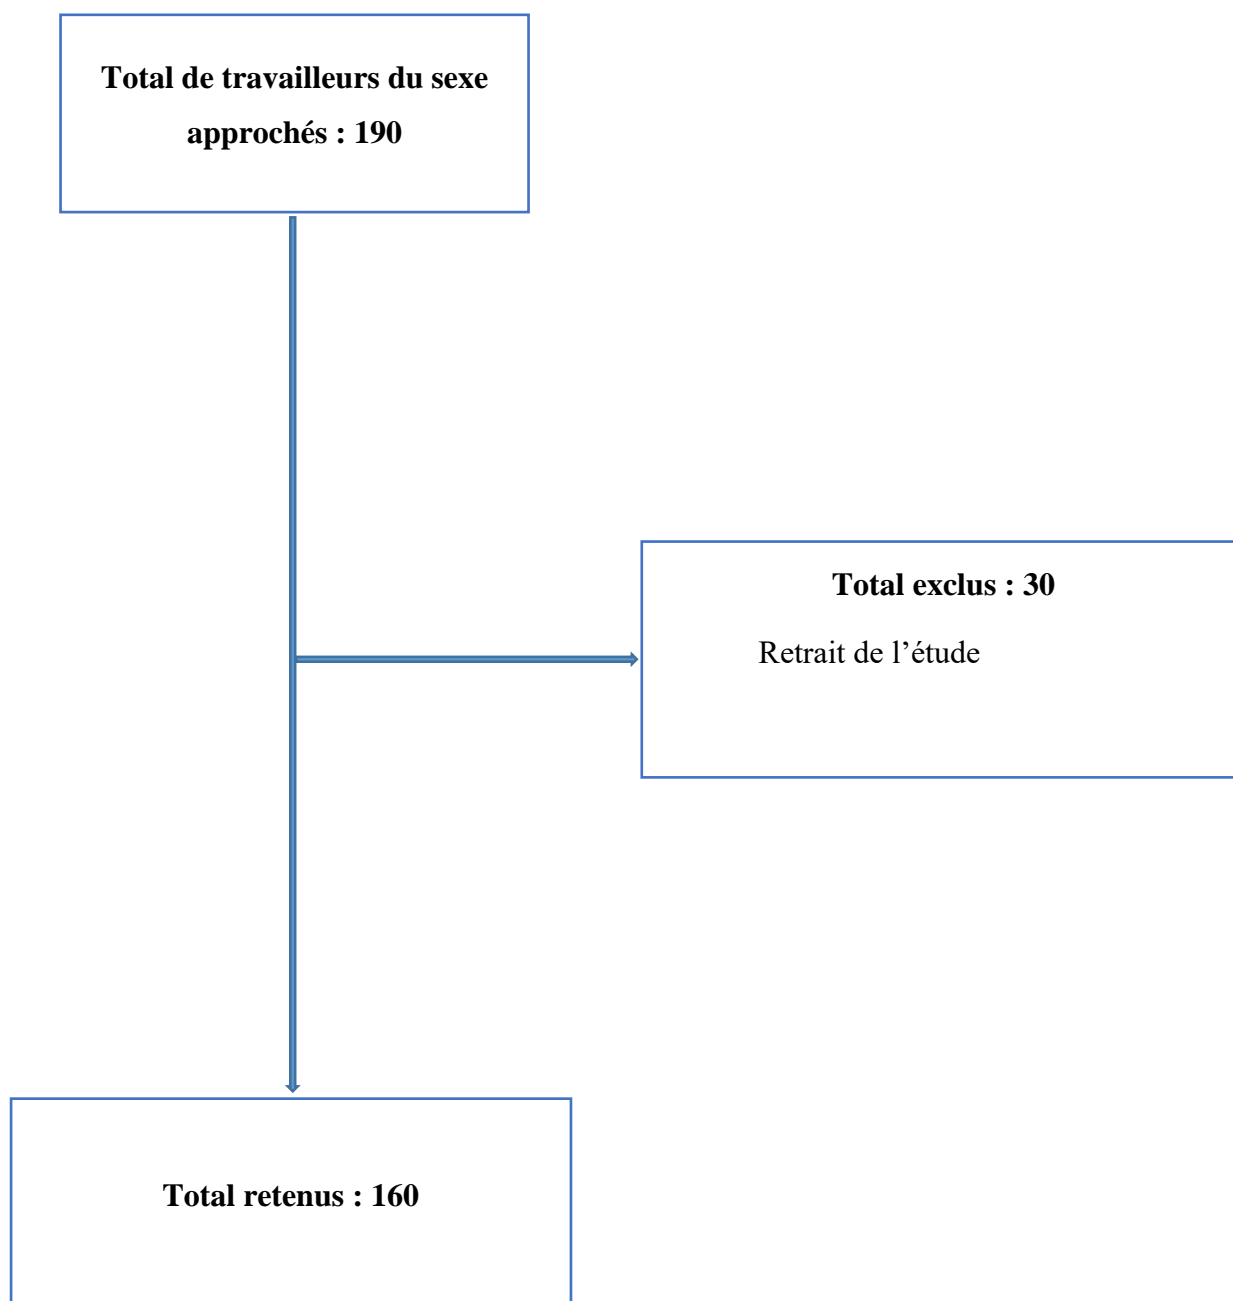 Total de travailleurs du sexe
approchés : 190
Total exclus : 30
Retrait de l’étude
Total retenus : 160